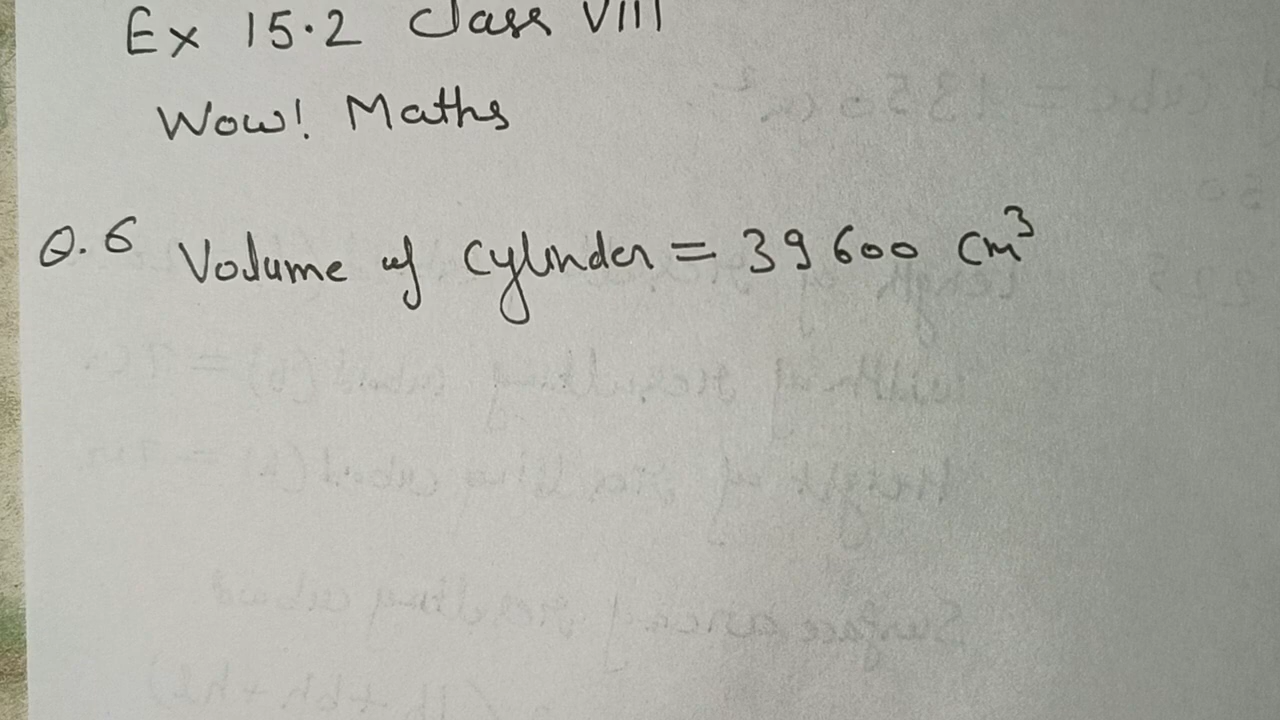 Ex 15.2 Class VIII
Wow! Maths
Q.6 Volume of Cylinder = 39600 cm³